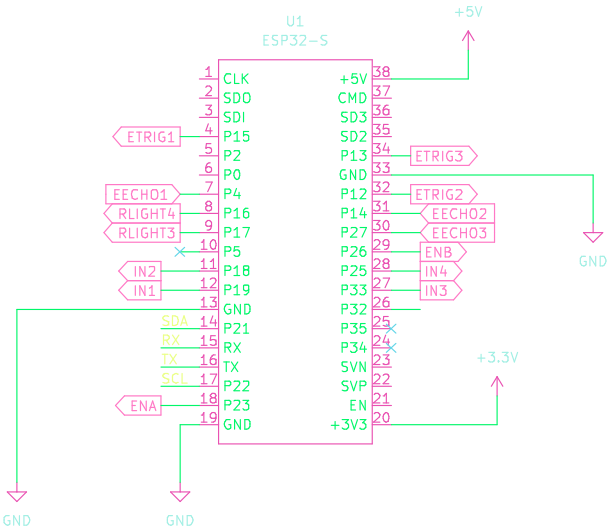 +5V
U1
ESP32-S
1 CLK +5V 38
2 SDO CMD 37
3 SDI SD3 36
ETRIG1 4 P15 SD2 35
5 P2 P13 34 ETRIG3
6 P0 GND 33
EECHO1 7 P4 P12 32 ETRIG2
RLIGHT4 8 P16 P14 31 EECHO2
RLIGHT3 9 P17 P27 30 EECHO3
10 P5 P26 29 ENB
IN2 11 P18 P25 28 IN4
IN1 12 P19 P33 27 IN3
13 GND P32 26
SDA 14 P21 P35 25
RX 15 RX P34 24
TX 16 TX SVN 23
SCL 17 P22 SVP 22
ENA 18 P23 EN 21
19 GND +3V3 20
GND
+3.3V
GND
GND